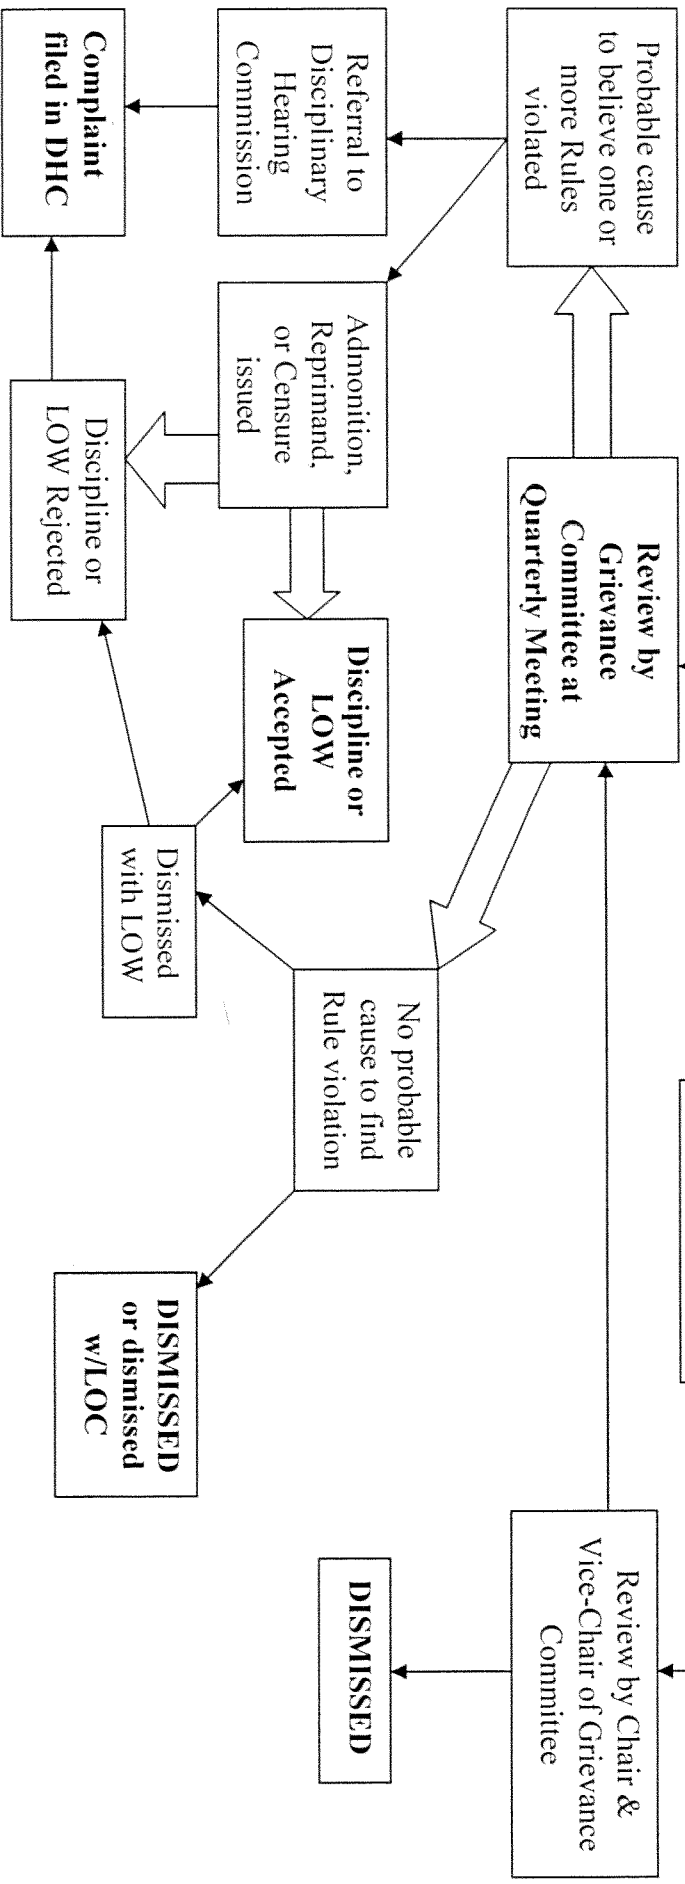 Probable cause
to believe one or
more Rules
violated
Review by
Grievance
Committee at
Quarterly Meeting
Review by Chair &
Vice-Chair of Grievance
Committee
No probable
cause to find
Rule violation
Referral to
Disciplinary
Hearing
Commission
Admonition,
Reprimand,
or Censure
issued
Discipline or
LOW
Accepted
DISMISSED
Dismissed
with LOW
DISMISSED
or dismissed
w/LOC
Complaint
filed in DHC
Discipline or
LOW Rejected